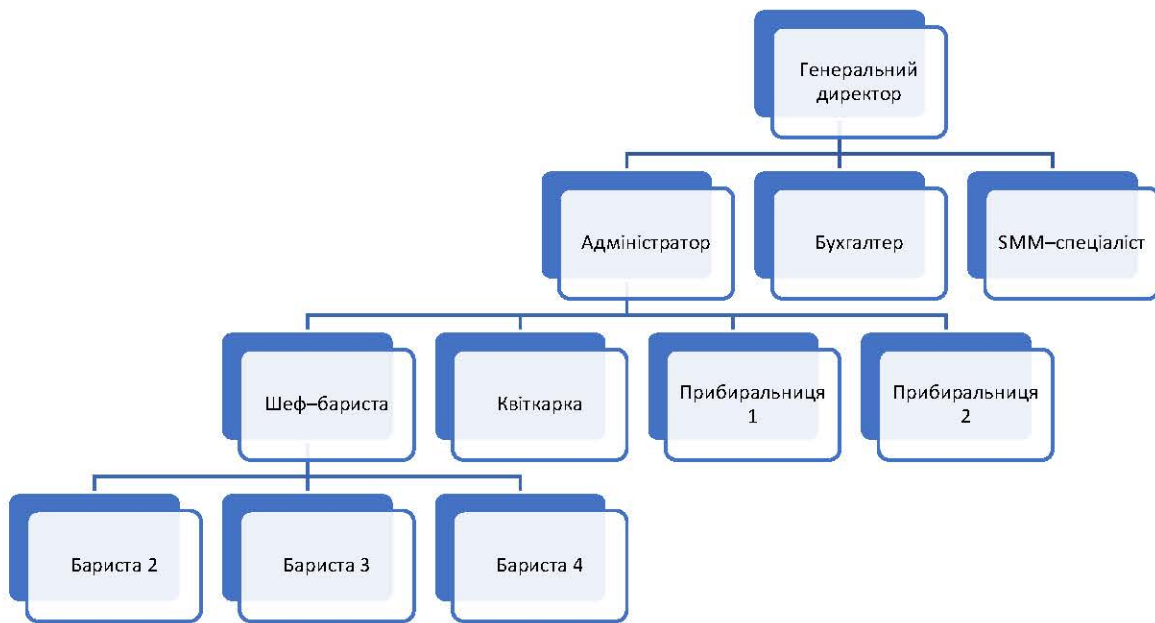 Генеральний
директор
Адміністратор
Бухгалтер
SMM–спеціаліст
Шеф–бариста
Квіткарка
Прибиральниця
1
Прибиральниця
2
Бариста 2
Бариста 3
Бариста 4